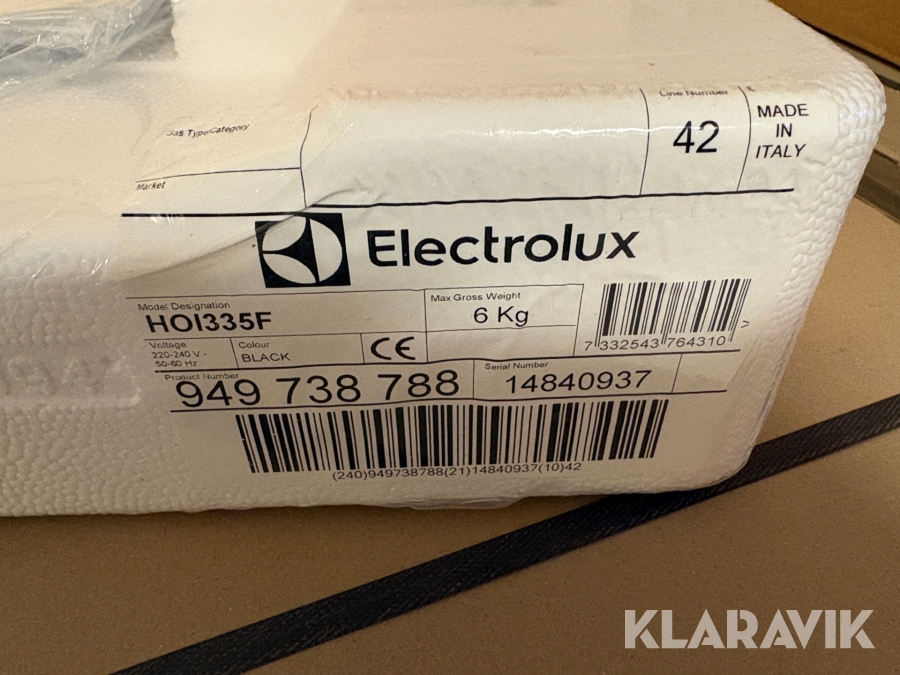 Gas Type/Category
Line Number
42
MADE
IN
ITALY
Market
Electrolux
Model Designation
HOI335F
Max Gross Weight
6 Kg
7 332543 764310 >
Voltage
220-240 V -
50-60 Hz
Colour
BLACK
CE
Product Number
949 738 788
Serial Number
14840937
(240)949738788(21)14840937(10)42
KLARAVIK